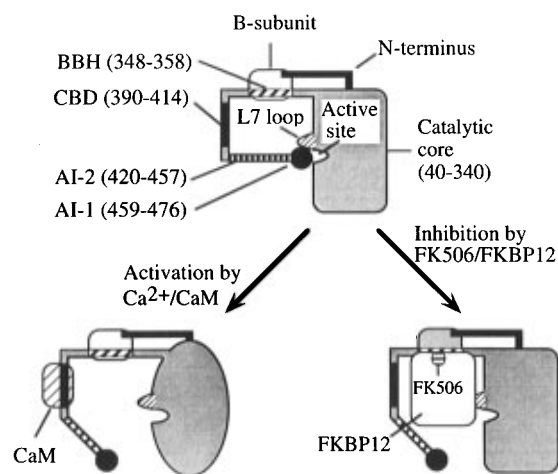 B-subunit
N-terminus
BBH (348-358)
CBD (390-414)
L7 loop
Active
site
Catalytic
core
(40-340)
AI-2 (420-457)
AI-1 (459-476)
Activation by
Ca2+/CaM
Inhibition by
FK506/FKBP12
FK506
CaM
FKBP12